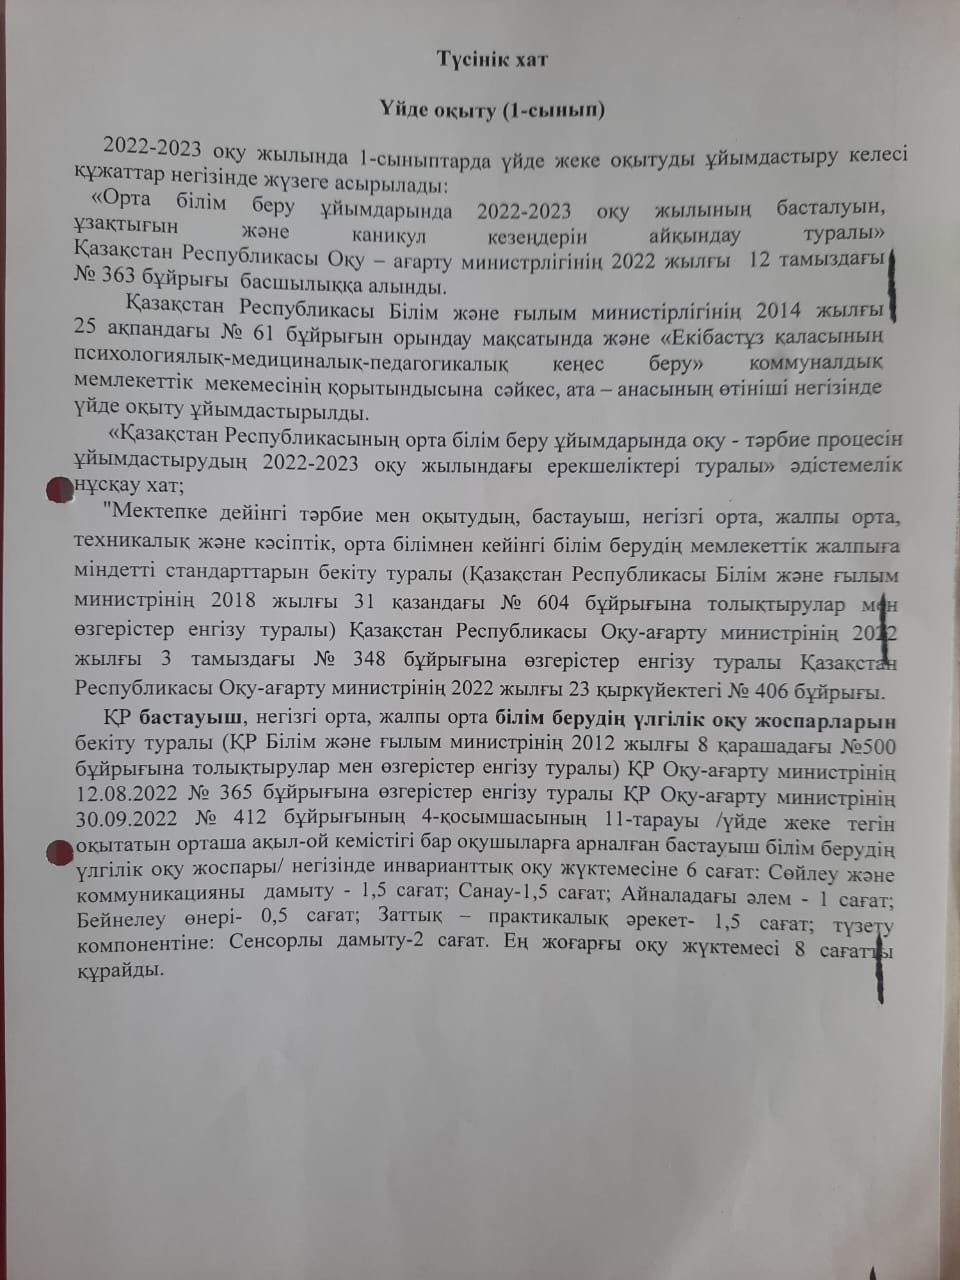 Түсінік хат
Үйде оқыту (1-сынып)
2022-2023 оқу жылында 1-сыныптарда үйде жеке оқытуды ұйымдастыру келесі
құжаттар негізінде жүзеге асырылады:
«Орта білім беру ұйымдарында 2022-2023 оқу жылының басталуын,
ұзақтығын және каникул кезеңдерін айқындау туралы»
Қазақстан Республикасы Оқу – ағарту министрлігінің 2022 жылғы 12 тамыздағы
№ 363 бұйрығы басшылыққа алынды.
Қазақстан Республикасы Білім және ғылым министірлігінің 2014 жылғы
25 ақпандағы № 61 бұйрығын орындау мақсатында және «Екібастұз қаласының
психологиялық-медициналық-педагогикалық кеңес беру» коммуналдық
мемлекеттік мекемесінің қорытындысына сәйкес, ата – анасының өтініші негізінде
үйде оқыту ұйымдастырылды.
«Қазақстан Республикасының орта білім беру ұйымдарында оқу - тәрбие процесін
ұйымдастырудың 2022-2023 оқу жылындағы ерекшеліктері туралы» әдістемелік
нұсқау хат;
"Мектепке дейінгі тәрбие мен оқытудың, бастауыш, негізгі орта, жалпы орта,
техникалық және кәсіптік, орта білімнен кейінгі білім берудің мемлекеттік жалпыға
міндетті стандарттарын бекіту туралы (Қазақстан Республикасы Білім және ғылым
министрінің 2018 жылғы 31 қазандағы № 604 бұйрығына толықтырулар мен
өзгерістер енгізу туралы) Қазақстан Республикасы Оқу-ағарту министрінің 2022
жылғы 3 тамыздағы № 348 бұйрығына өзгерістер енгізу туралы Қазақстан
Республикасы Оқу-ағарту министрінің 2022 жылғы 23 қыркүйектегі № 406 бұйрығы.
ҚР бастауыш, негізгі орта, жалпы орта білім берудің үлгілік оқу жоспарларын
бекіту туралы (ҚР Білім және ғылым министрінің 2012 жылғы 8 қарашадағы №500
бұйрығына толықтырулар мен өзгерістер енгізу туралы) ҚР Оқу-ағарту министрінің
12.08.2022 № 365 бұйрығына өзгерістер енгізу туралы ҚР Оқу-ағарту министрінің
30.09.2022 № 412 бұйрығының 4-қосымшасының 11-тарауы /үйде жеке тегін
оқытатын орташа ақыл-ой кемістігі бар оқушыларға арналған бастауыш білім берудің
үлгілік оқу жоспары/ негізінде инварианттық оқу жүктемесіне 6 сағат: Сөйлеу және
коммуникацияны дамыту - 1,5 сағат; Санау-1,5 сағат; Айналадағы әлем - 1 сағат;
Бейнелеу өнері- 0,5 сағат; Заттық – практикалық әрекет- 1,5 сағат; түзету
компонентіне: Сенсорлы дамыту-2 сағат. Ең жоғарғы оқу жүктемесі 8 сағатты
құрайды.